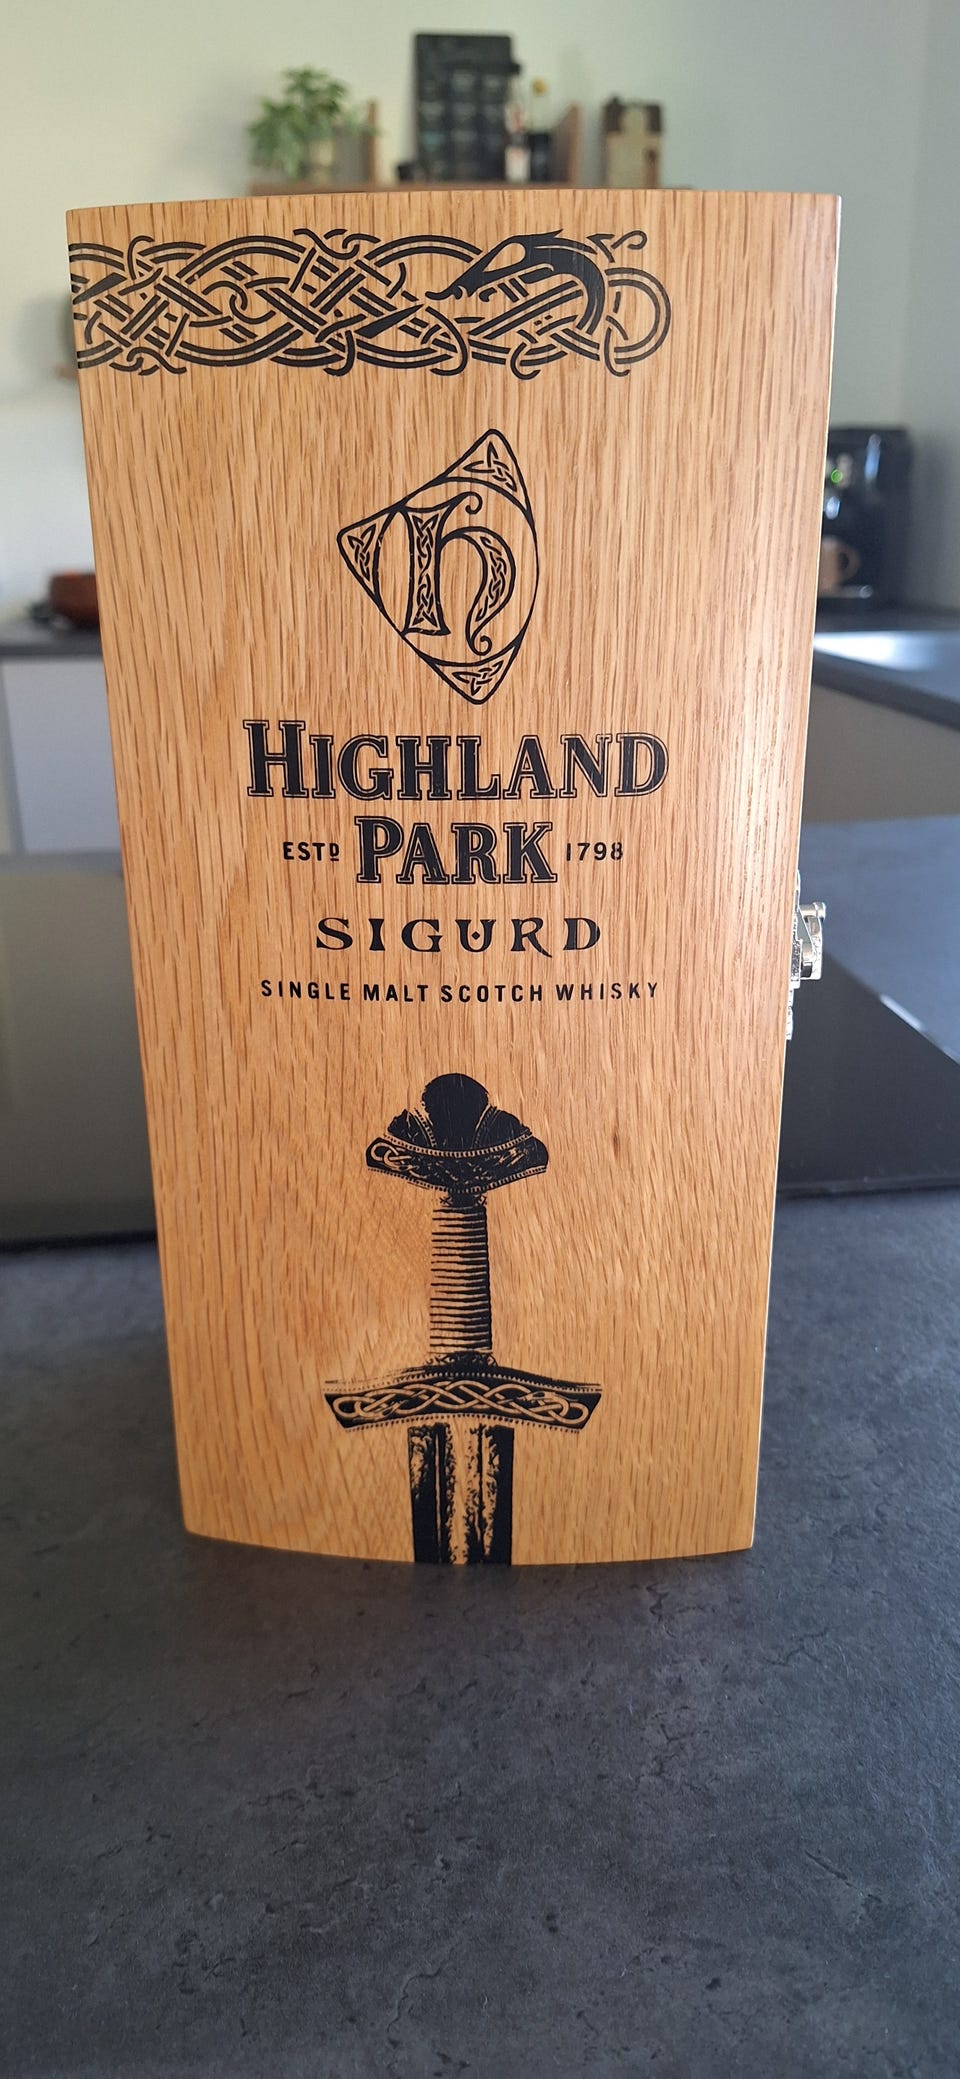 H
HIGHLAND
ESTD PARK 1798
SIGURD
SINGLE MALT SCOTCH WHISKY